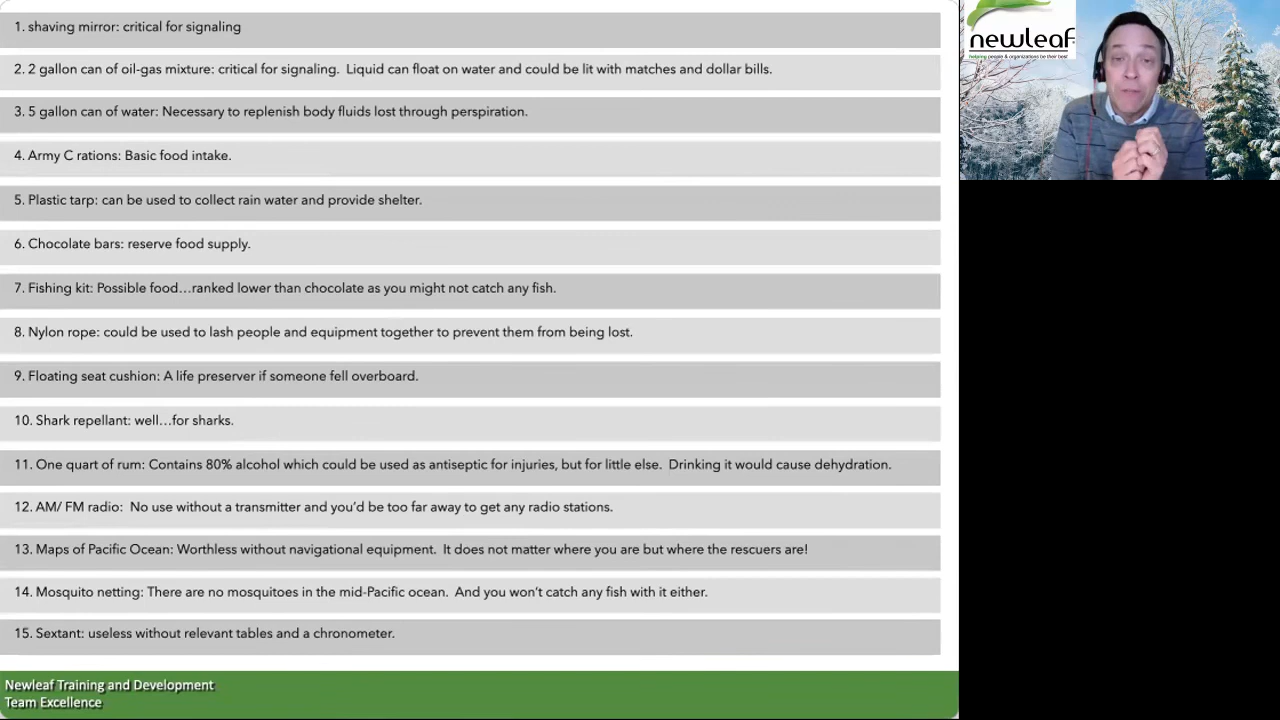 1. shaving mirror: critical for signaling
2. 2 gallon can of oil-gas mixture: critical for signaling.  Liquid can float on water and could be lit with matches and dollar bills.
3. 5 gallon can of water: Necessary to replenish body fluids lost through perspiration.
4. Army C rations: Basic food intake.
5. Plastic tarp: can be used to collect rain water and provide shelter.
6. Chocolate bars: reserve food supply.
7. Fishing kit: Possible food…ranked lower than chocolate as you might not catch any fish.
8. Nylon rope: could be used to lash people and equipment together to prevent them from being lost.
9. Floating seat cushion: A life preserver if someone fell overboard.
10. Shark repellant: well…for sharks.
11. One quart of rum: Contains 80% alcohol which could be used as antiseptic for injuries, but for little else.  Drinking it would cause dehydration.
12. AM/ FM radio:  No use without a transmitter and you’d be too far away to get any radio stations.
13. Maps of Pacific Ocean: Worthless without navigational equipment.  It does not matter where you are but where the rescuers are!
14. Mosquito netting: There are no mosquitoes in the mid-Pacific ocean.  And you won’t catch any fish with it either.
15. Sextant: useless without relevant tables and a chronometer.
Newleaf Training and Development
Team Excellence
newleaf
helping people & organizations be their best